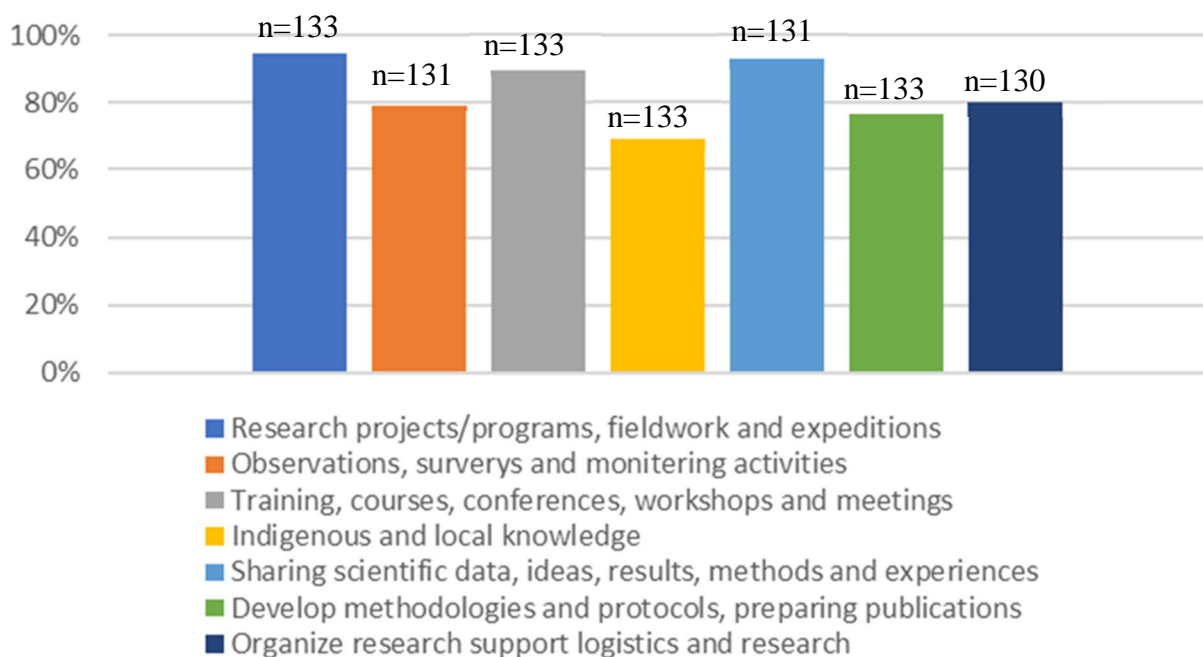 100%
80%
60%
40%
20%
0%
n=133
n=131
n=133
n=133
n=131
n=133
n=130
Research projects/programs, fieldwork and expeditions
Observations, surverys and monitering activities
Training, courses, conferences, workshops and meetings
Indigenous and local knowledge
Sharing scientific data, ideas, results, methods and experiences
Develop methodologies and protocols, preparing publications
Organize research support logistics and research